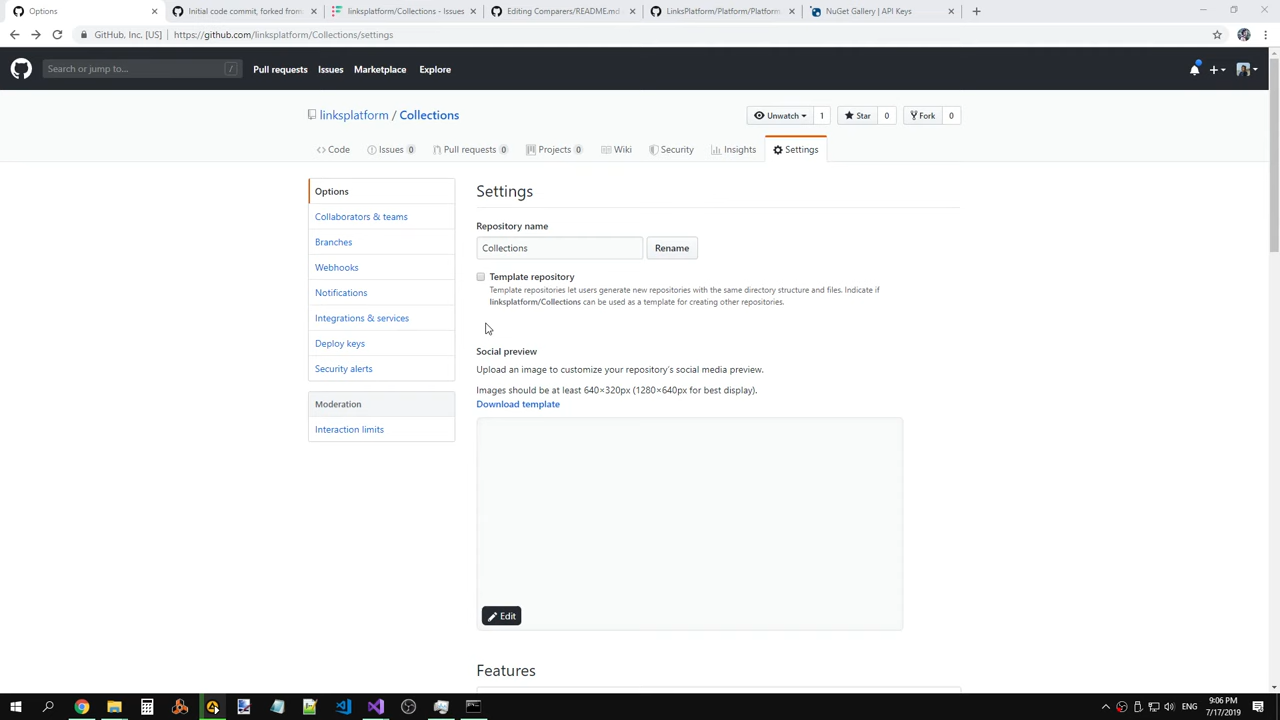 Options
Initial code commit, forked from
linksplatform/Collections - Issues
Editing Comparers/README.md
LinksPlatform/Platform/Platform
NuGet Gallery | API Keys
GitHub, Inc. [US] | https://github.com/linksplatform/Collections/settings
Search or jump to...
/
Pull requests
Issues
Marketplace
Explore
linksplatform / Collections
Unwatch 1
Star 0
Fork 0
Code
Issues 0
Pull requests 0
Projects 0
Wiki
Security
Insights
Settings
Options
Collaborators & teams
Branches
Webhooks
Notifications
Integrations & services
Deploy keys
Security alerts
Moderation
Interaction limits
Settings
Repository name
Collections
Rename
Template repository
Template repositories let users generate new repositories with the same directory structure and files. Indicate if
linksplatform/Collections can be used as a template for creating other repositories.
Social preview
Upload an image to customize your repository's social media preview.
Images should be at least 640×320px (1280×640px for best display).
Download template
Edit
Features
ENG
9:06 PM
7/17/2019